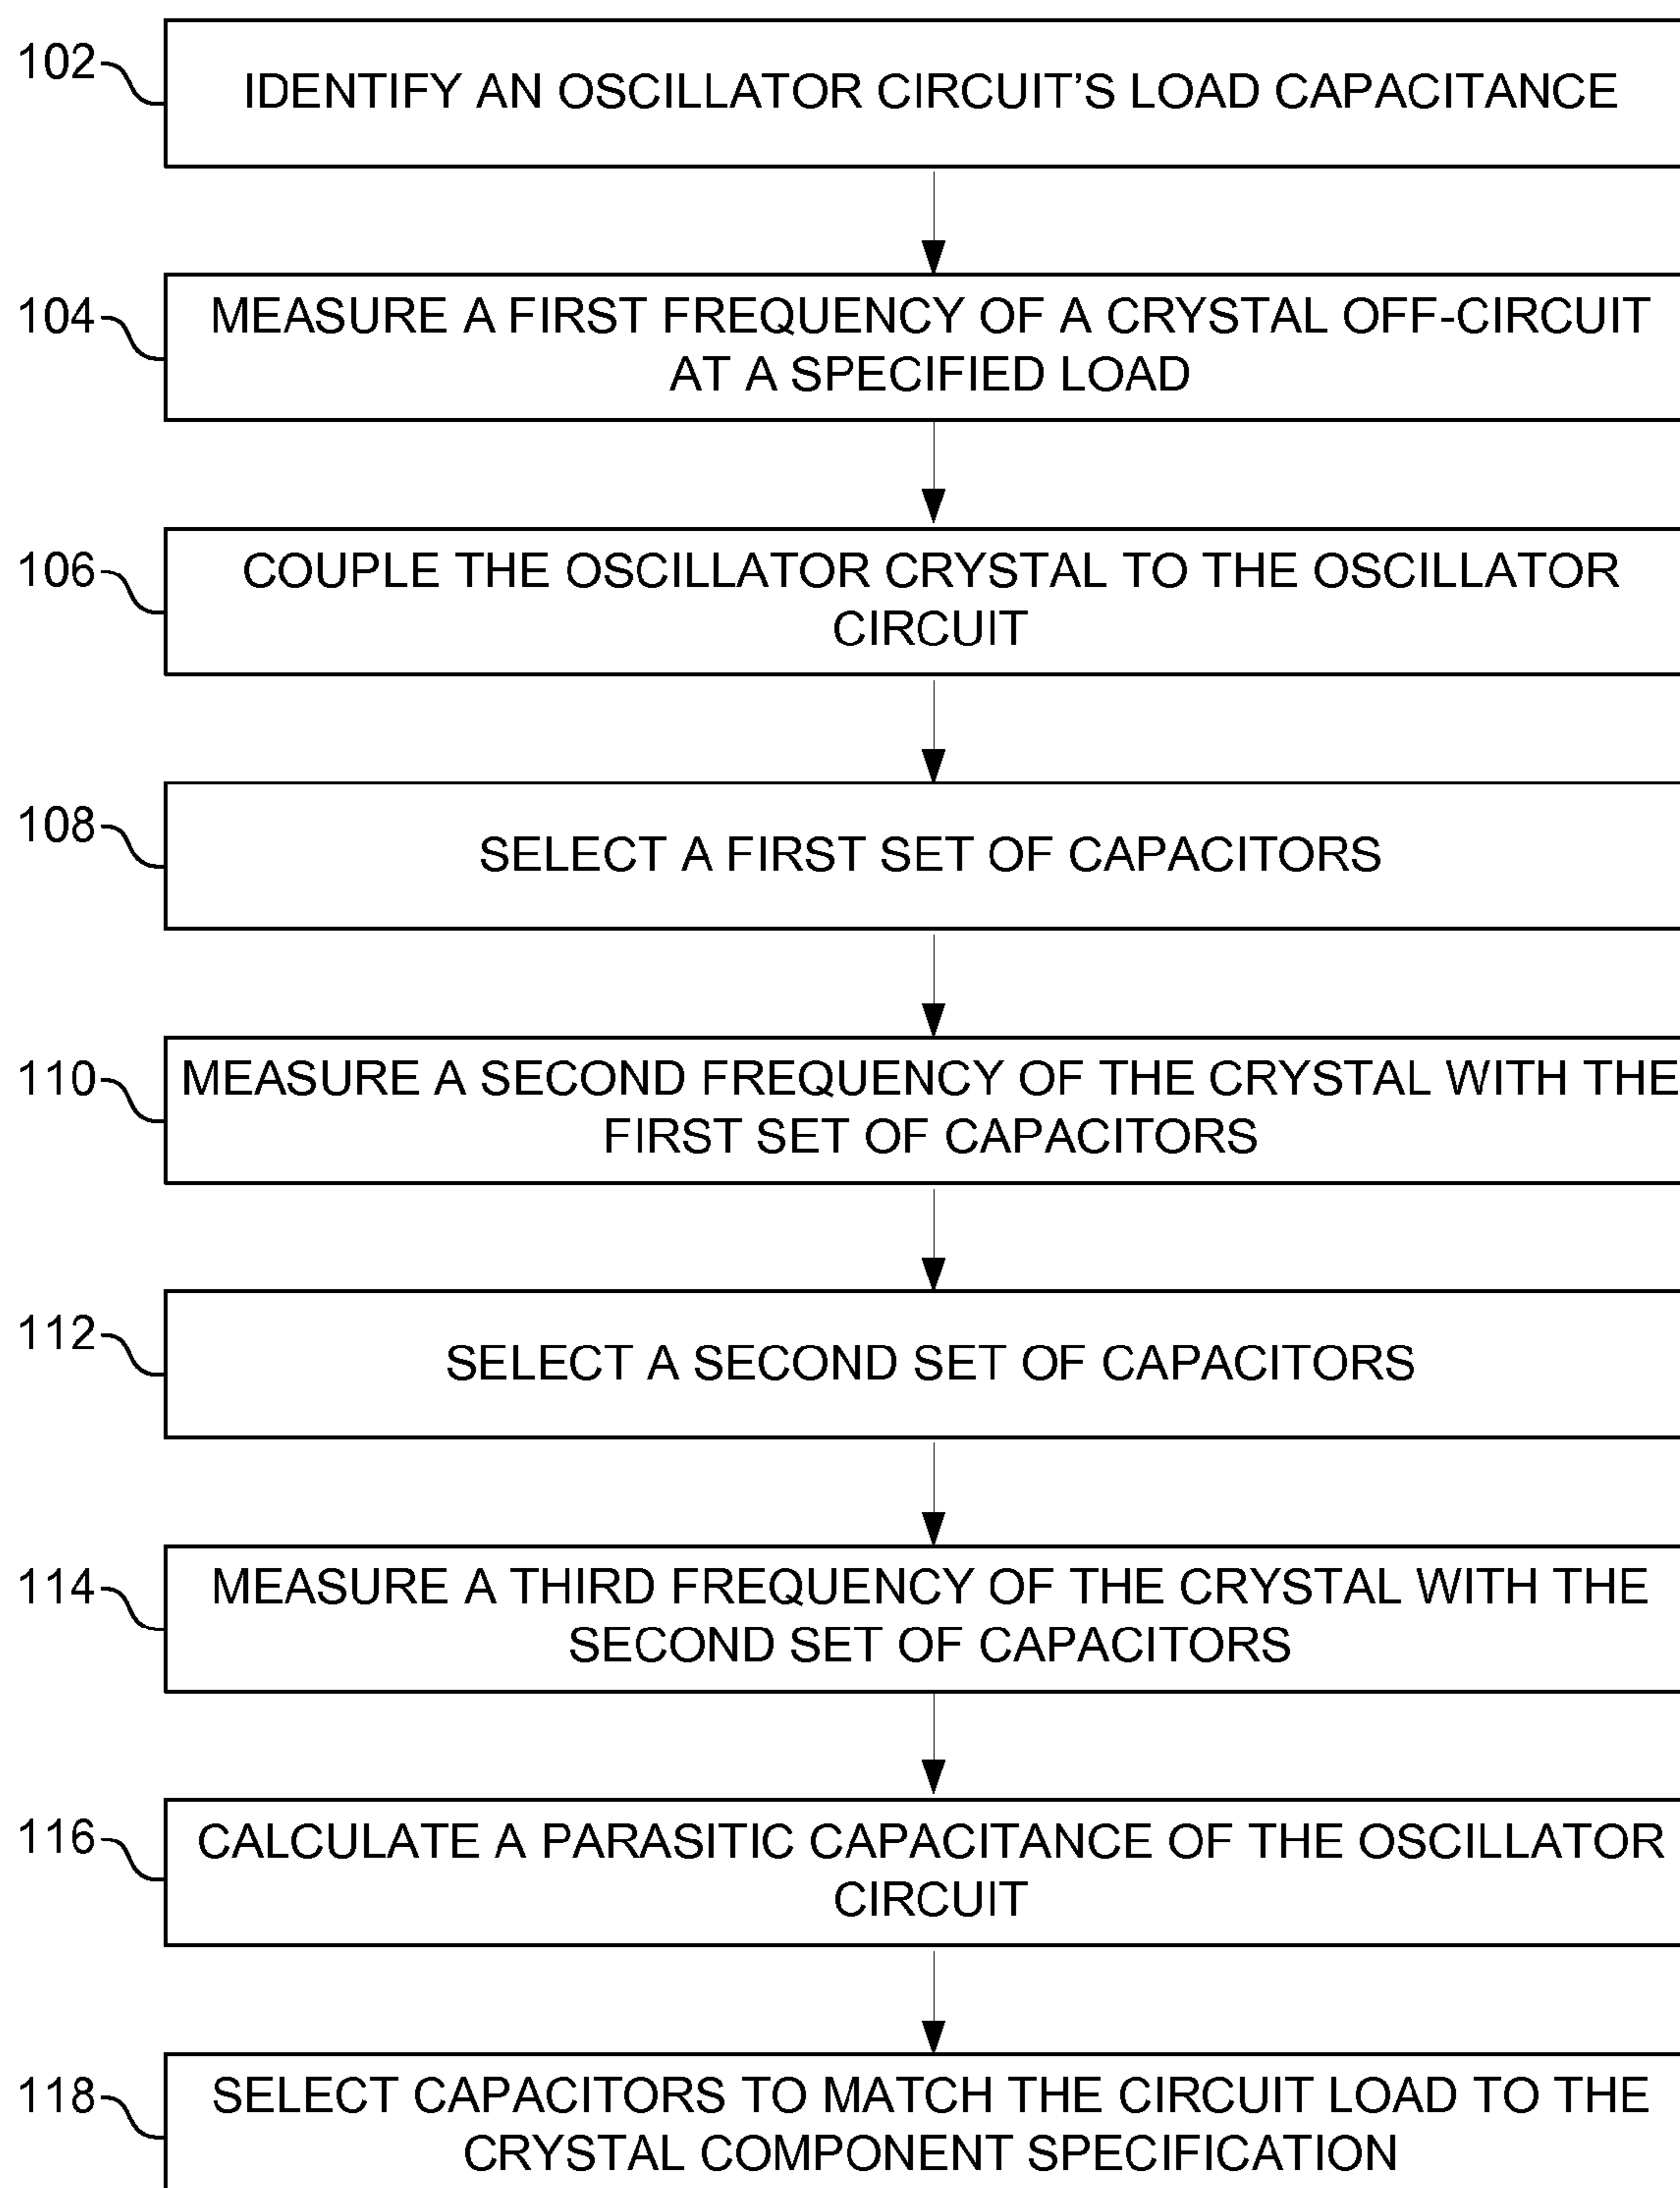 102
IDENTIFY AN OSCILLATOR CIRCUIT'S LOAD CAPACITANCE
104
MEASURE A FIRST FREQUENCY OF A CRYSTAL OFF-CIRCUIT
AT A SPECIFIED LOAD
106
COUPLE THE OSCILLATOR CRYSTAL TO THE OSCILLATOR
CIRCUIT
108
SELECT A FIRST SET OF CAPACITORS
110
MEASURE A SECOND FREQUENCY OF THE CRYSTAL WITH THE
FIRST SET OF CAPACITORS
112
SELECT A SECOND SET OF CAPACITORS
114
MEASURE A THIRD FREQUENCY OF THE CRYSTAL WITH THE
SECOND SET OF CAPACITORS
116
CALCULATE A PARASITIC CAPACITANCE OF THE OSCILLATOR
CIRCUIT
118
SELECT CAPACITORS TO MATCH THE CIRCUIT LOAD TO THE
CRYSTAL COMPONENT SPECIFICATION